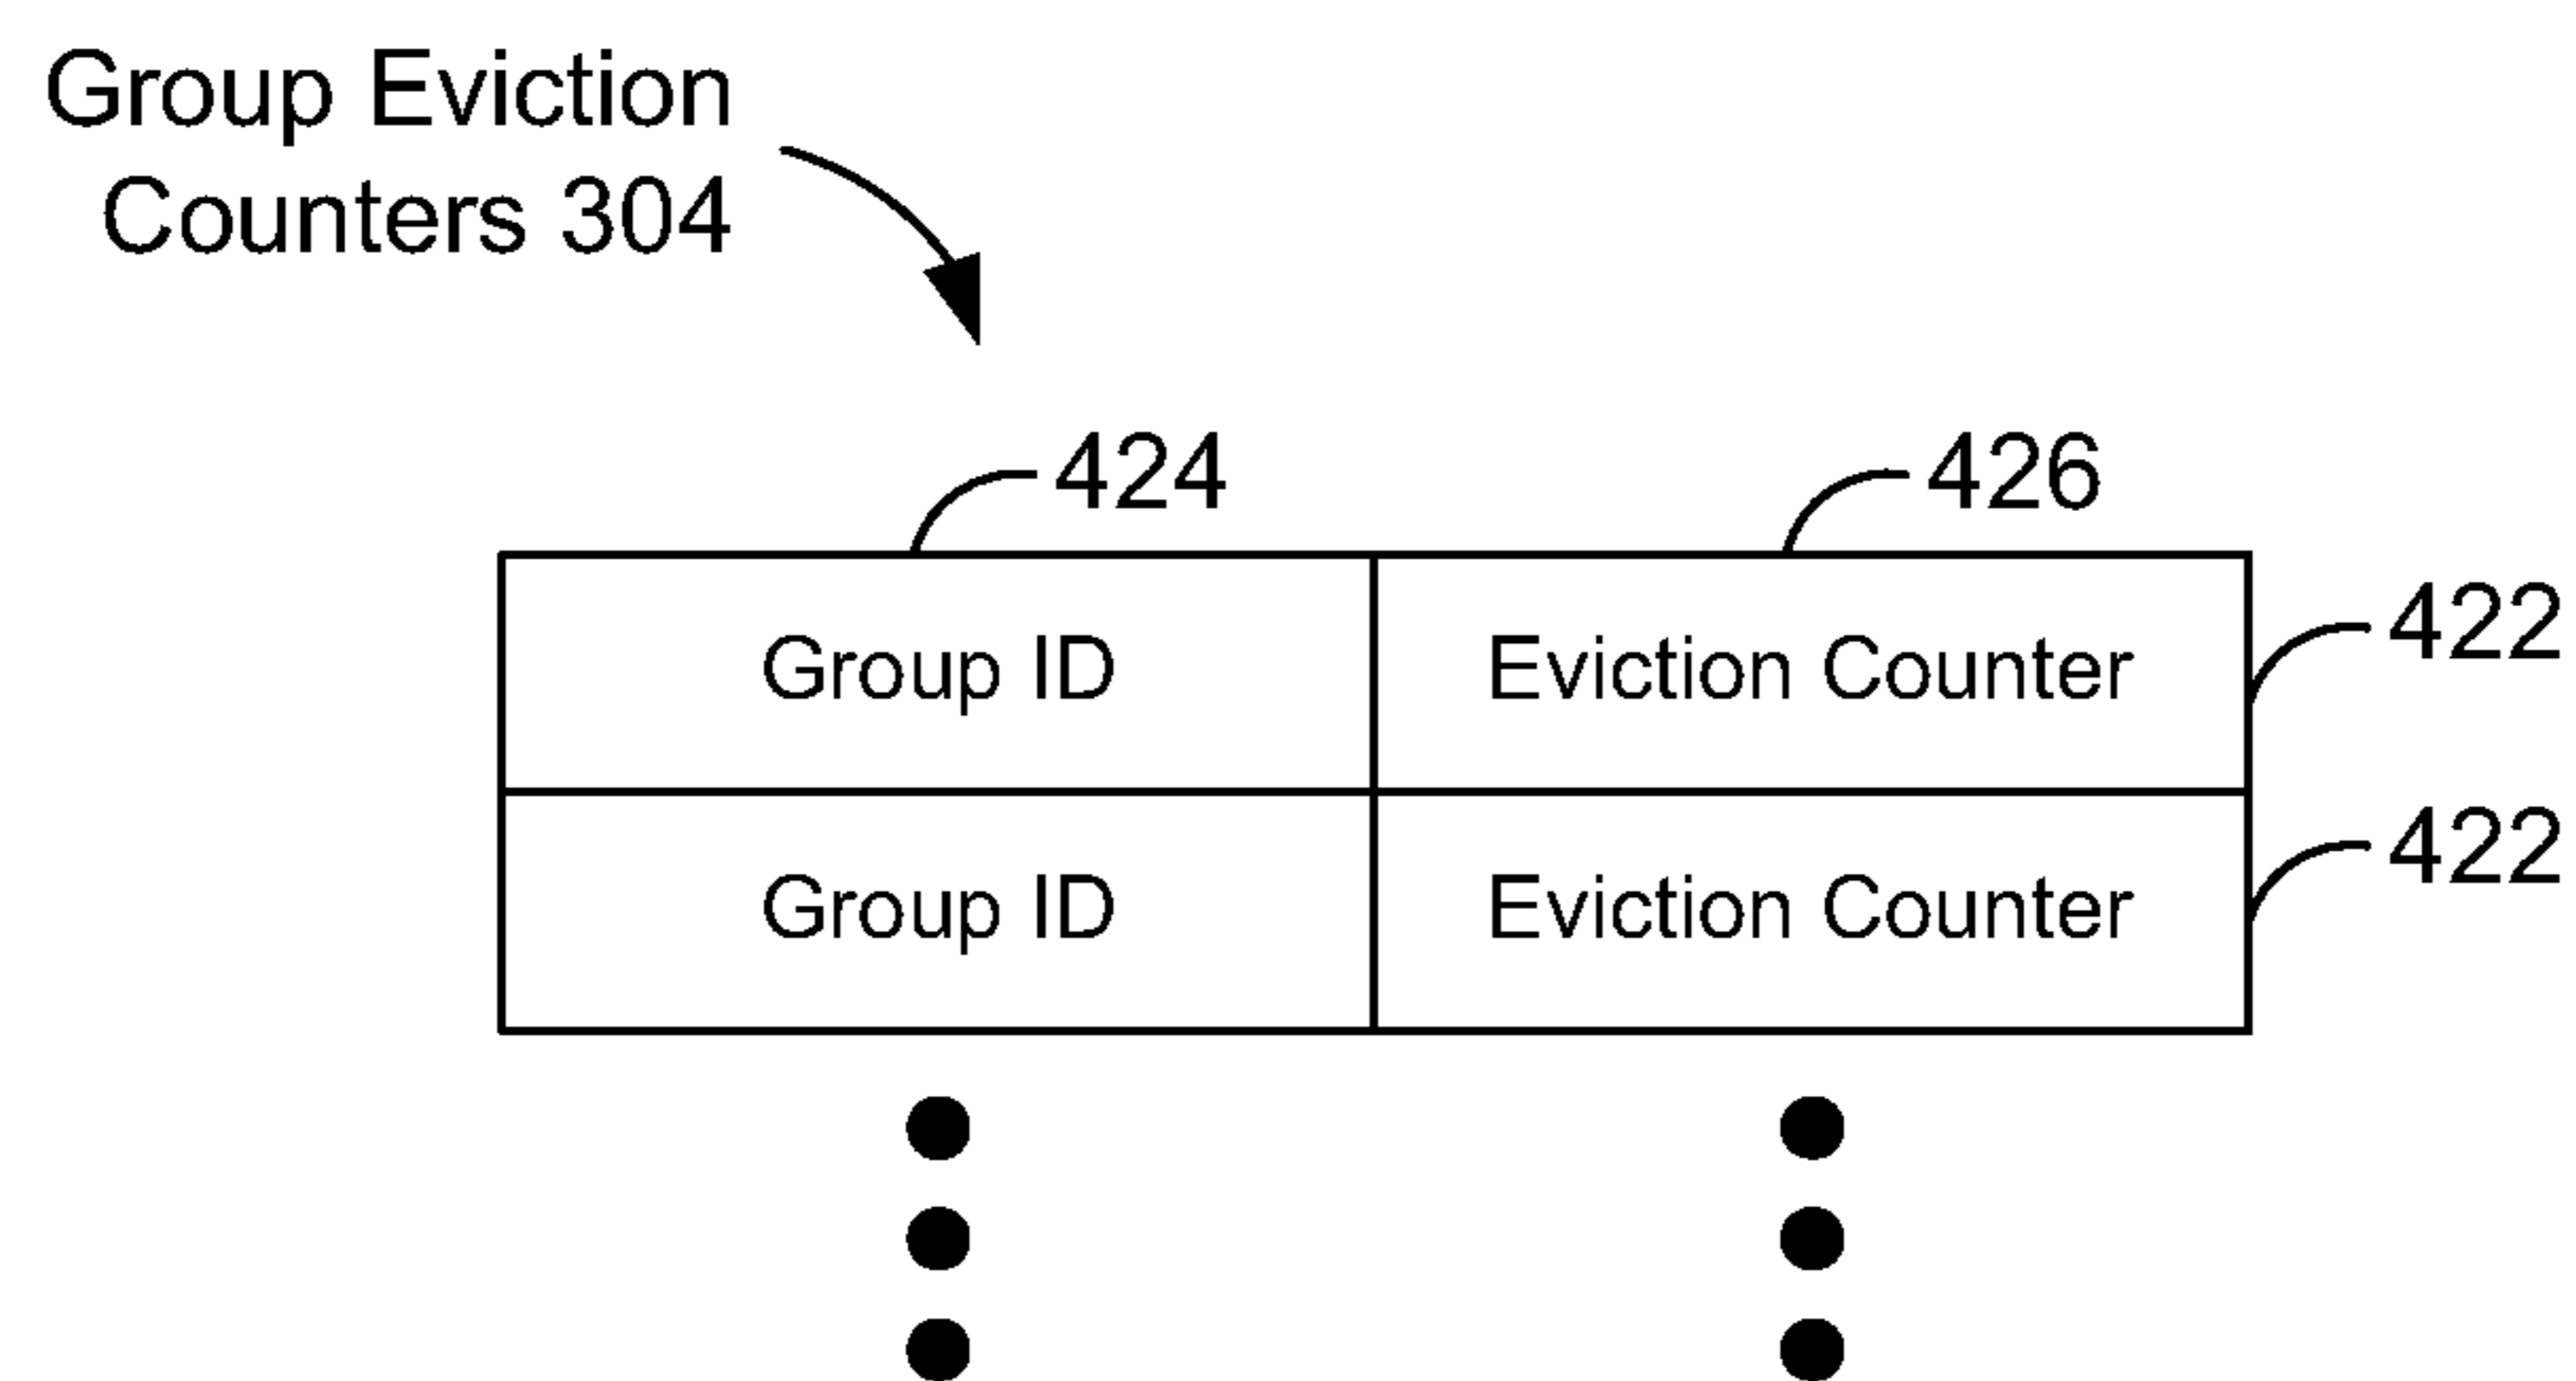 Group Eviction
Counters 304
424
426
Group ID
Eviction Counter
422
Group ID
Eviction Counter
422